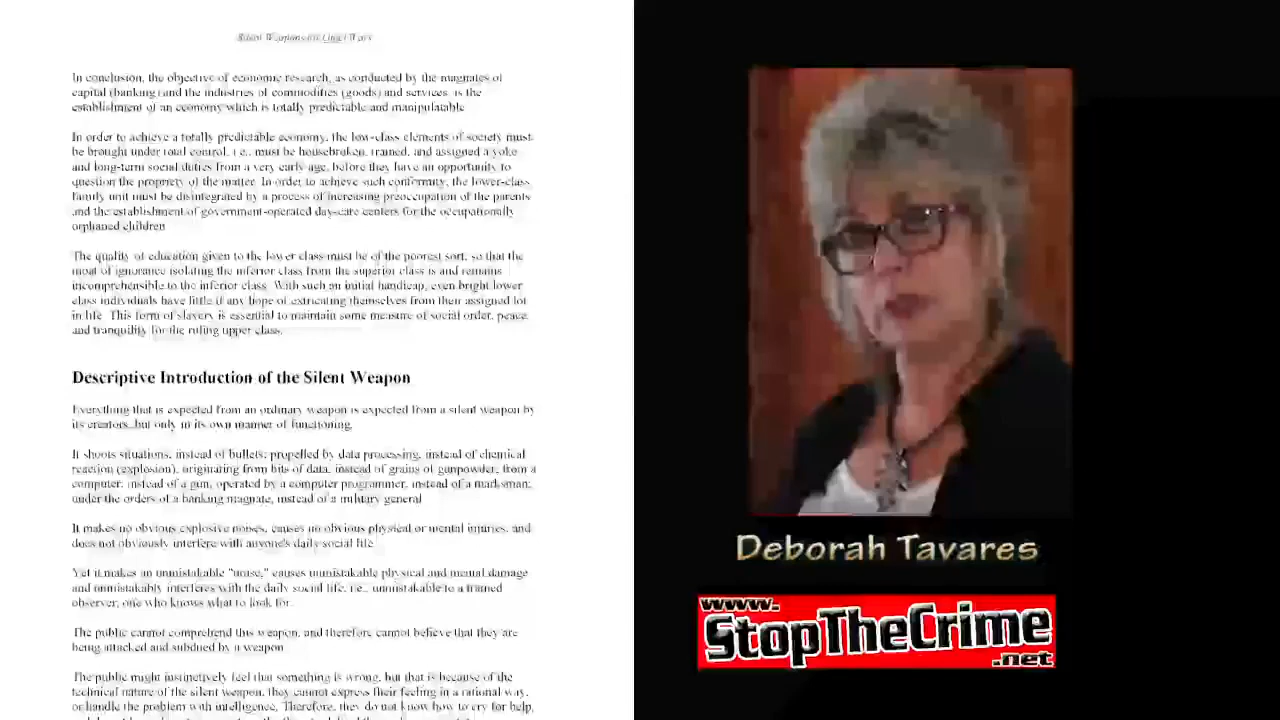 Silent Weapons for Quiet Wars
In conclusion, the objective of economic research, as conducted by the magnates of
capital (banking) and the industries of commodities (goods) and services, is the
establishment of an economy which is totally predictable and manipulatable
In order to achieve a totally predictable economy, the low-class elements of society must
be brought under total control, i.e., must be housebroken, trained, and assigned a yoke
and long-term social duties from a very early age, before they have an opportunity to
question the propriety of the matter. In order to achieve such conformity, the lower-class
family unit must be disintegrated by a process of increasing preoccupation of the parents
and the establishment of government-operated day-care centers for the occupationally
orphaned children
The quality of education given to the lower class must be of the poorest sort, so that the
moat of ignorance isolating the inferior class from the superior class is and remains
incomprehensible to the inferior class. With such an initial handicap, even bright lower
class individuals have little if any hope of extricating themselves from their assigned lot
in life. This form of slavery is essential to maintain some measure of social order, peace,
and tranquility for the ruling upper class.
Descriptive Introduction of the Silent Weapon
Everything that is expected from an ordinary weapon is expected from a silent weapon by
its creators, but only in its own manner of functioning.
It shoots situations, instead of bullets; propelled by data processing, instead of chemical
reaction (explosion); originating from bits of data, instead of grains of gunpowder; from a
computer, instead of a gun; operated by a computer programmer, instead of a marksman;
under the orders of a banking magnate, instead of a military general
It makes no obvious explosive noises, causes no obvious physical or mental injuries, and
does not obviously interfere with anyone's daily social life
Yet it makes an unmistakable "noise," causes unmistakable physical and mental damage
and unmistakably interferes with the daily social life, i.e., unmistakable to a trained
observer, one who knows what to look for.
The public cannot comprehend this weapon, and therefore cannot believe that they are
being attacked and subdued by a weapon
The public might instinctively feel that something is wrong, but that is because of the
technical nature of the silent weapon, they cannot express their feeling in a rational way,
or handle the problem with intelligence. Therefore, they do not know how to cry for help,
Deborah Tavares
www.
StopTheCrime
.net